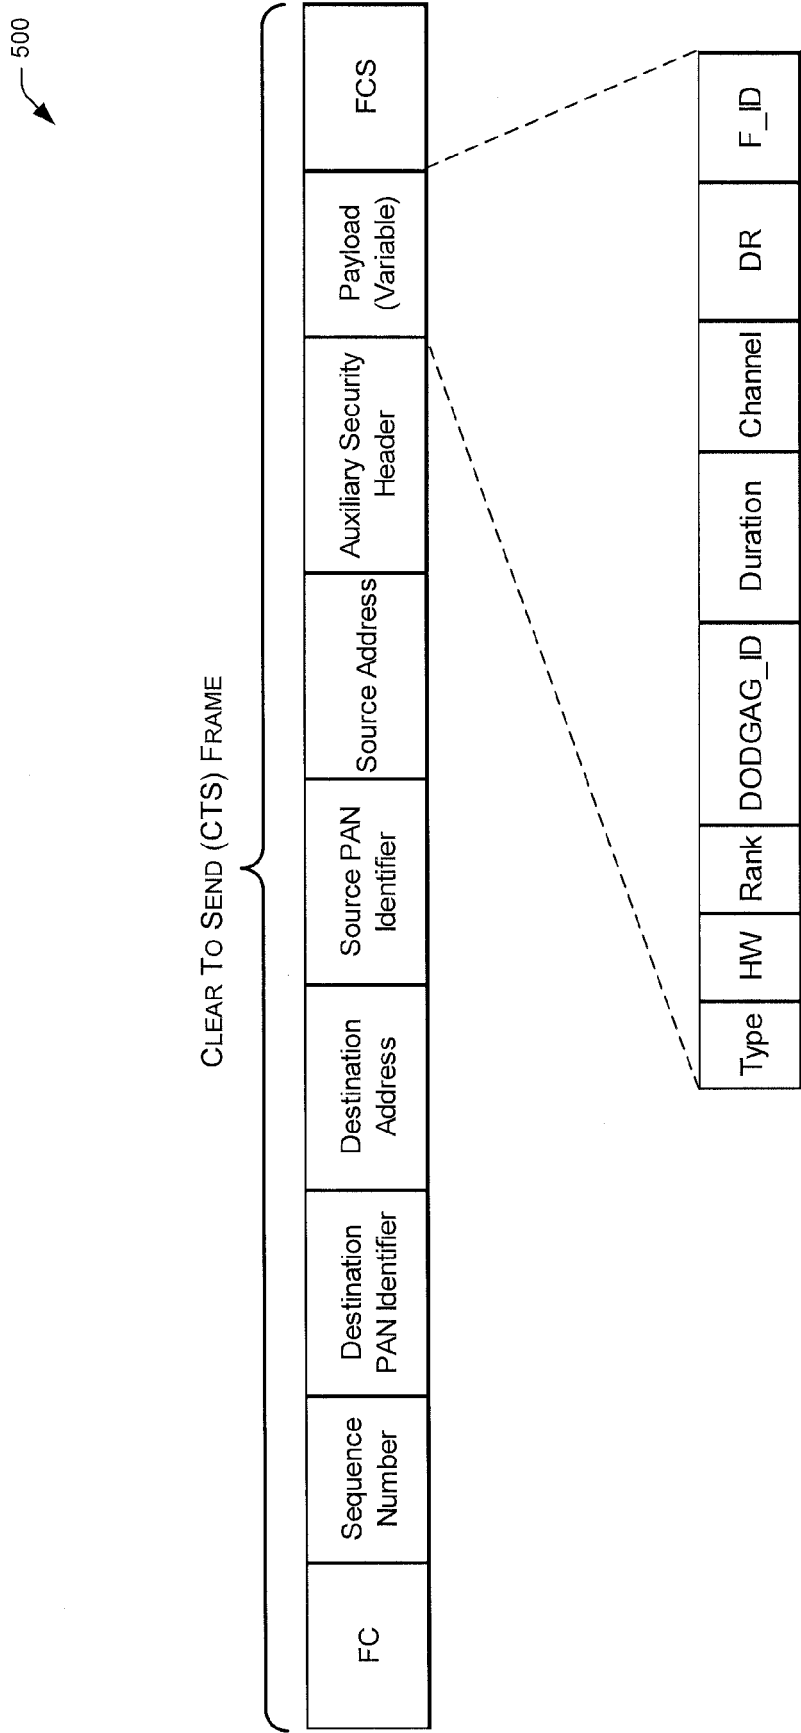 500
CLEAR TO SEND (CTS) FRAME
FC
Sequence
Number
Destination
PAN Identifier
Destination
Address
Source PAN
Identifier
Source Address
Auxiliary Security
Header
Payload
(Variable)
FCS
Type
HW
Rank
DODGAG_ID
Duration
Channel
DR
F_ID